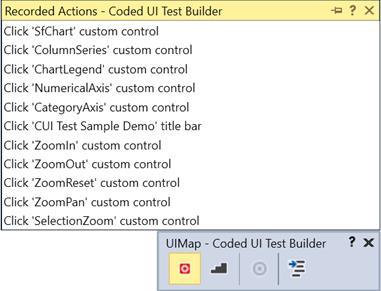 Recorded Actions - Coded UI Test Builder
Click 'SfChart' custom control
Click 'ColumnSeries' custom control
Click 'ChartLegend' custom control
Click 'NumericalAxis' custom control
Click 'CategoryAxis' custom control
Click 'CUI Test Sample Demo' title bar
Click 'ZoomIn' custom control
Click 'ZoomOut' custom control
Click 'ZoomReset' custom control
Click 'ZoomPan' custom control
Click 'SelectionZoom' custom control
UIMap - Coded UI Test Builder